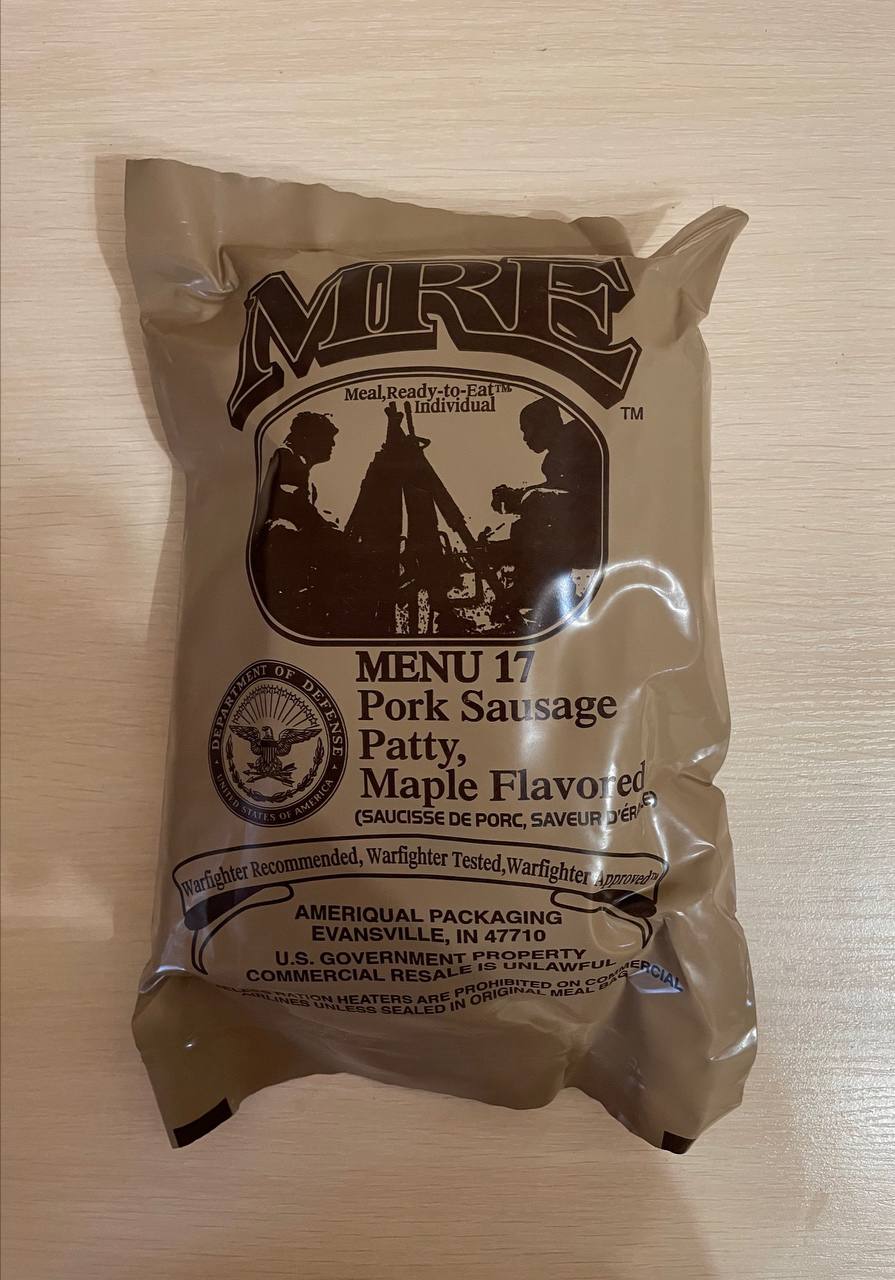 MRE
TM
Meal,Ready-to-Eat™
Individual
MENU 17
Pork Sausage
Patty,
Maple Flavored
(SAUCISSE DE PORC, SAVEUR
DEPARTMENT OF DEFENSE
UNITED STATES OF AMERICA
Warfighter Recommended, Warfighter Tested,Warfighter Approved™
AMERIQUAL PACKAGING
EVANSVILLE, IN 47710
U.S. GOVERNMENT PROPERTY
COMMERCIAL RESALE IS UNLAWFUL
RATION HEATERS ARE PROHIBITED ON COMMERCIAL
AIRLINES UNLESS SEALED IN ORIGINAL MEAL BAG